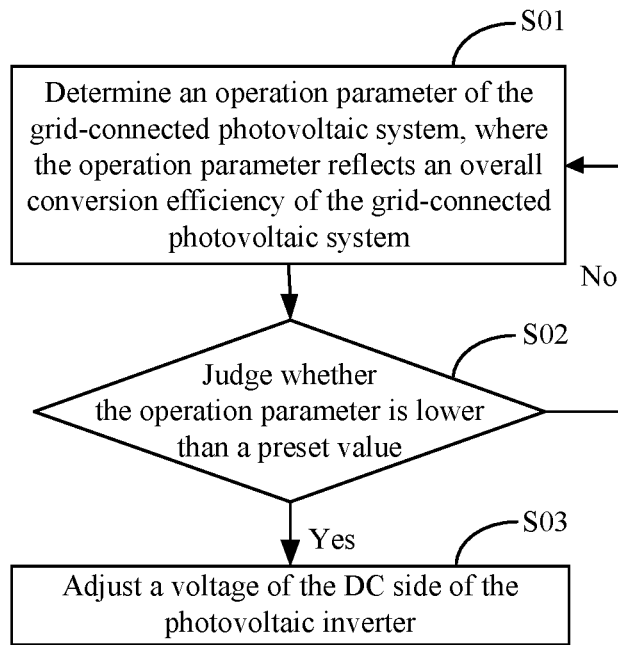 S01
Determine an operation parameter of the
grid-connected photovoltaic system, where
the operation parameter reflects an overall
conversion efficiency of the grid-connected
photovoltaic system
No
S02
Judge whether
the operation parameter is lower
than a preset value
Yes
S03
Adjust a voltage of the DC side of the
photovoltaic inverter